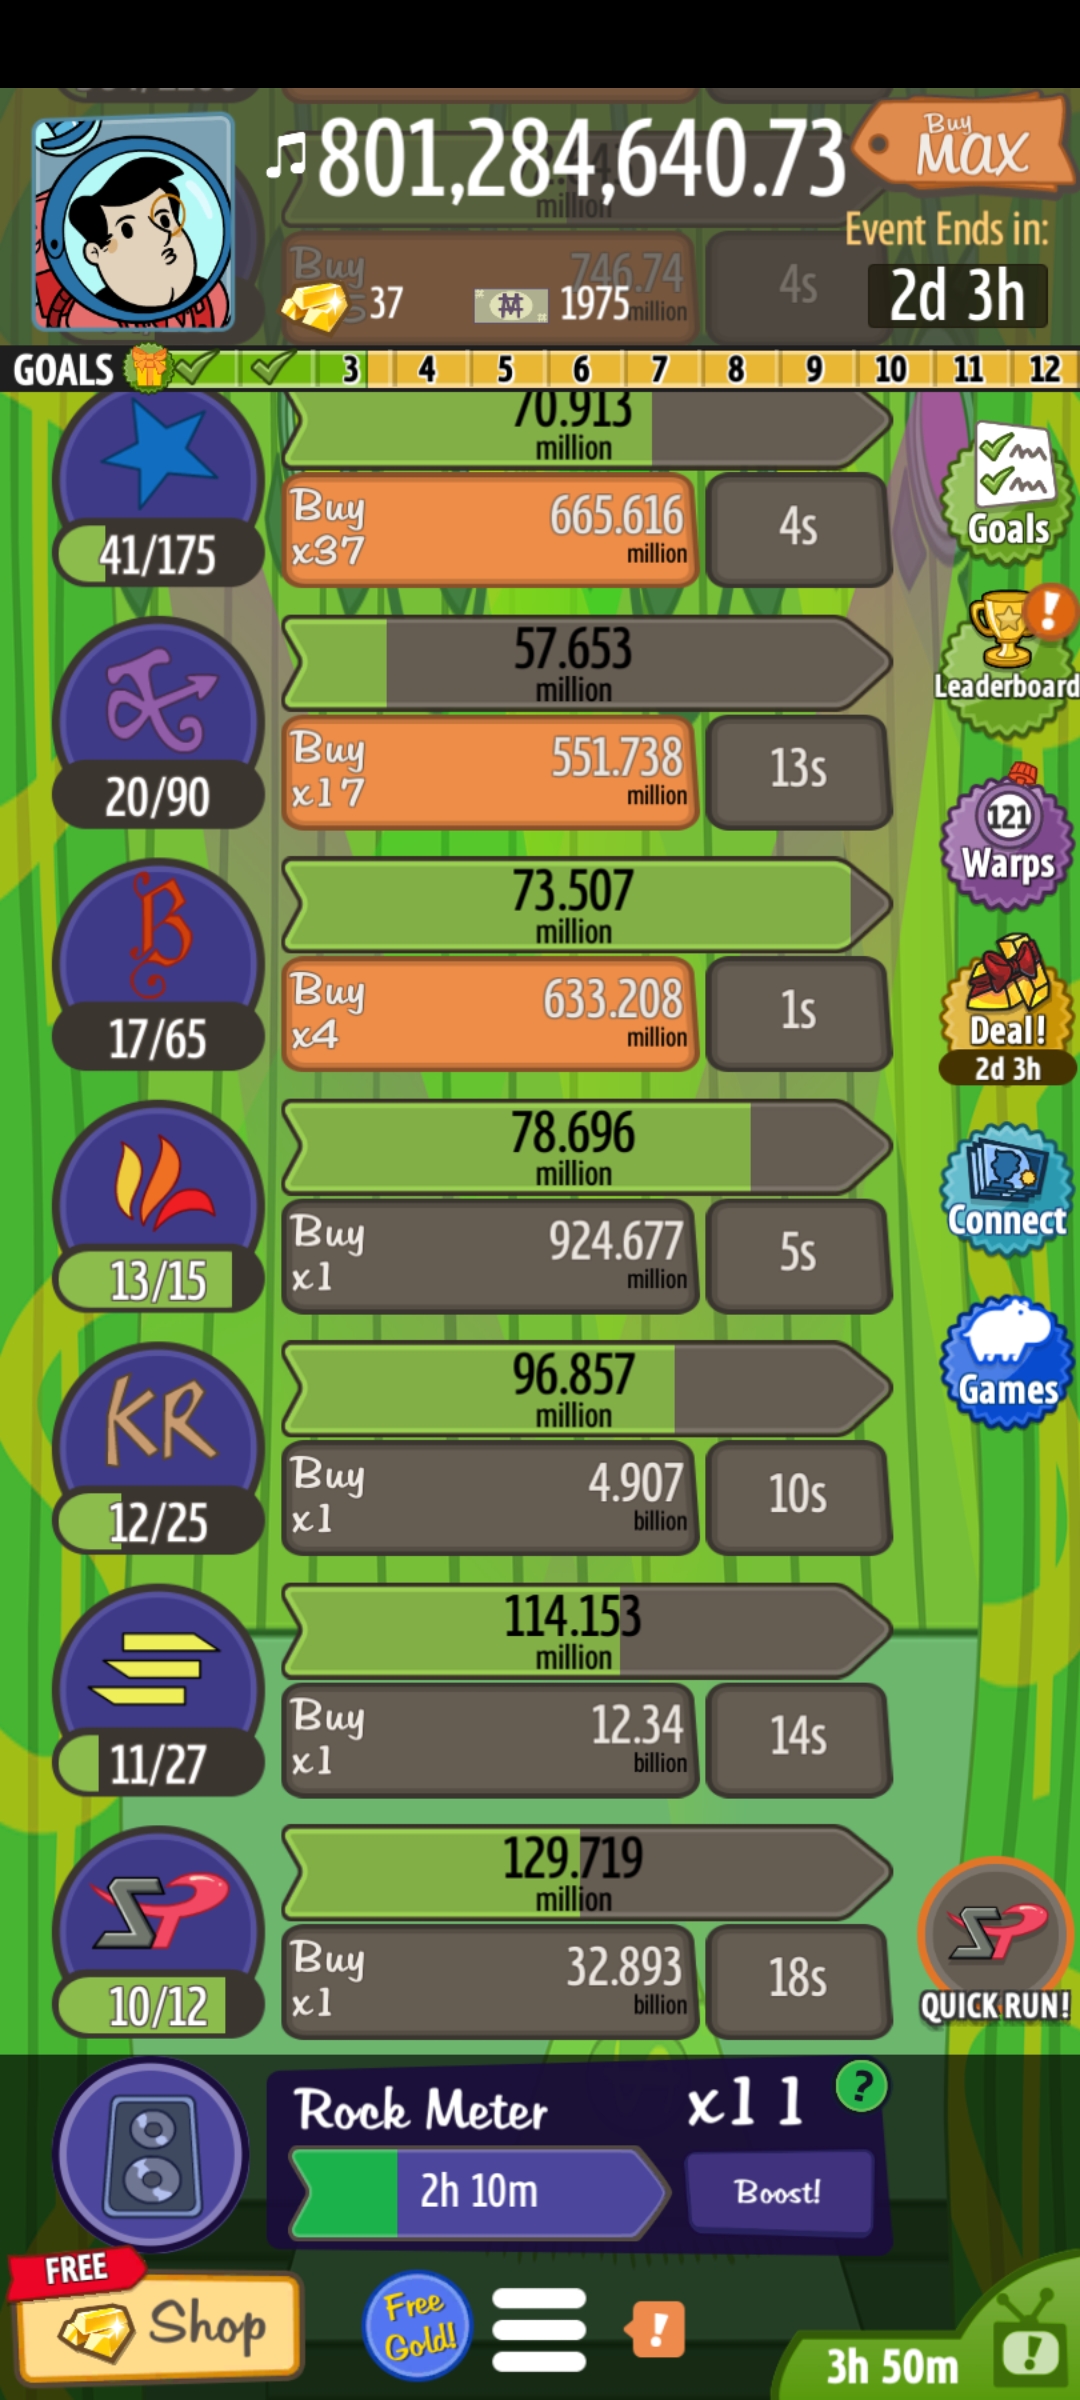 ♫801,284,640.73
Buy
MAX
million
Event Ends in:
Buy
746.74
million
4s
37
1975
2d 3h
GOALS
3 4 5 6 7 8 9 10 11 12
70.913
million
41/175
Buy
x37
665.616
million
4s
Goals
57.653
million
20/90
Buy
x17
551.738
million
13s
Leaderboard
73.507
million
17/65
B
Buy
x4
633.208
million
1s
121
Warps
Deal!
2d 3h
78.696
million
13/15
Buy
x1
924.677
million
5s
Connect
96.857
million
KR
12/25
Buy
x1
4.907
billion
10s
Games
114.153
million
11/27
Buy
x1
12.34
billion
14s
129.719
million
SP
10/12
Buy
x1
32.893
billion
18s
SP
QUICK RUN!
Rock Meter
x11
?
2h 10m
Boost!
FREE
Shop
Free
Gold!
!
3h 50m
!